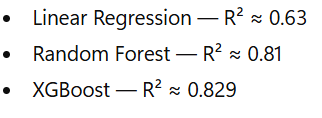 • Linear Regression — R² ≈ 0.63
• Random Forest — R² ≈ 0.81
• XGBoost — R² ≈ 0.829